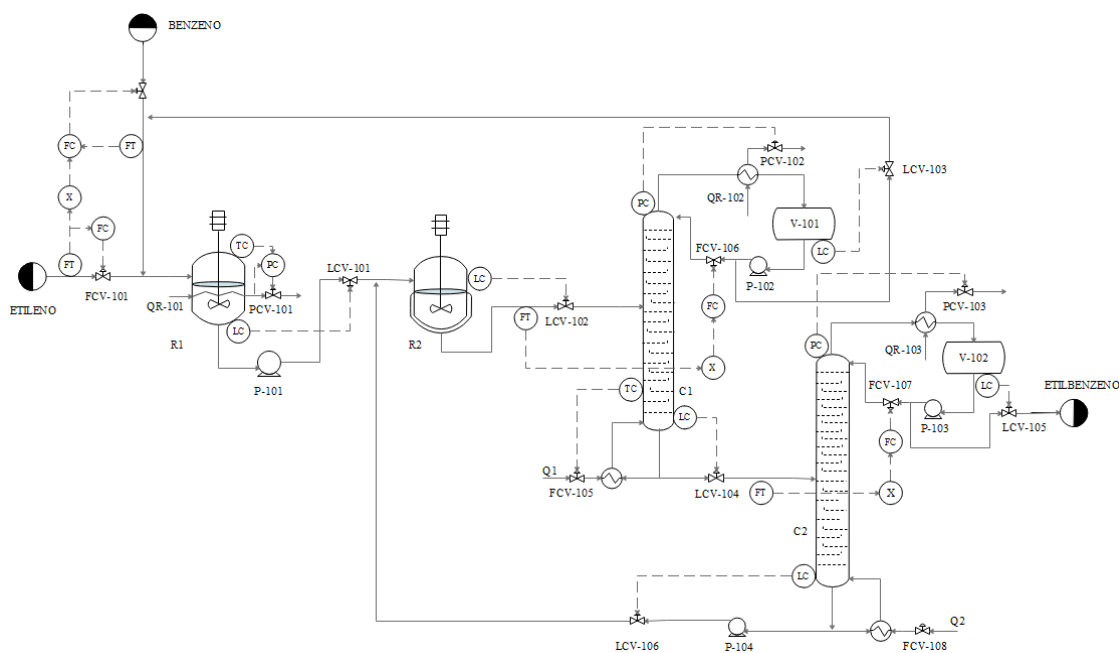 BENZENO
FC
FT
X
FC
FT
ETILENO
FCV-101
TC
PC
QR-101
PCV-101
R1
LC
P-101
LCV-101
R2
LC
LCV-102
FT
PC
PCV-102
QR-102
V-101
LC
LCV-103
FCV-106
P-102
FC
X
TC
C1
LC
Q1
FCV-105
LCV-104
PC
PCV-103
QR-103
V-102
LC
FCV-107
P-103
LCV-105
ETILBENZENO
FC
FT
X
C2
LC
LCV-106
P-104
FCV-108
Q2